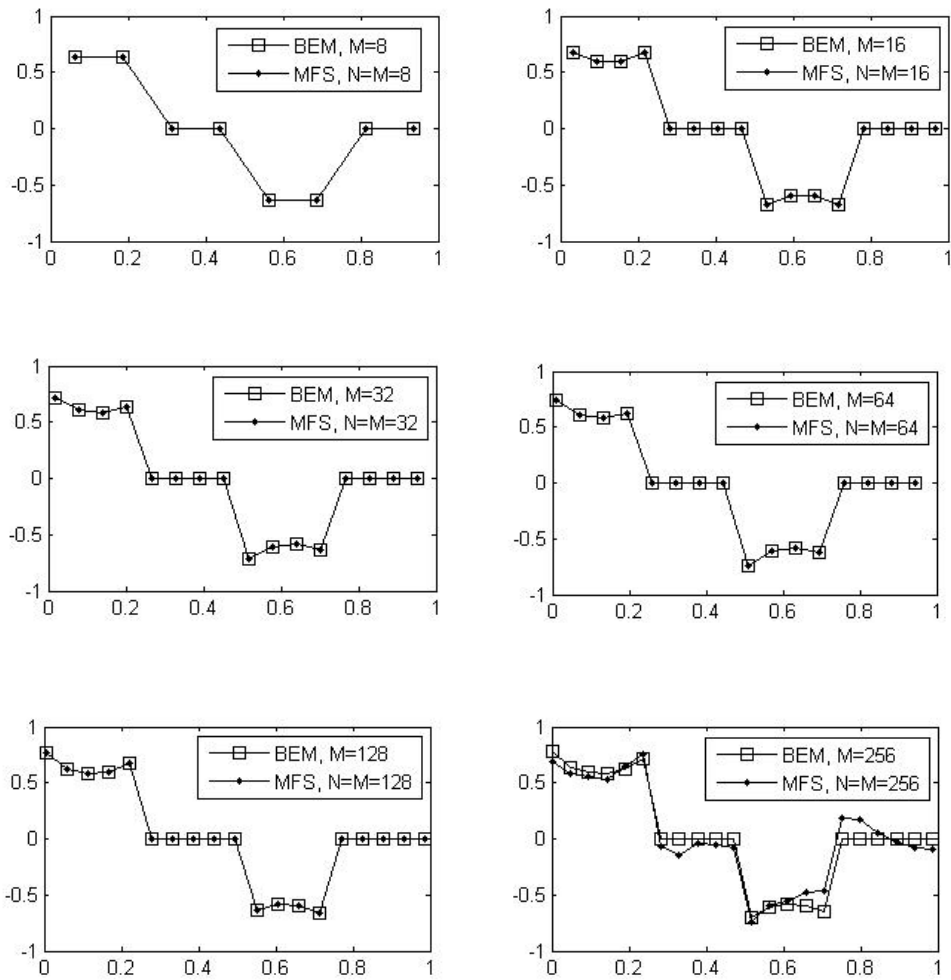 1
0.5
0
-0.5
-1
0 0.2 0.4 0.6 0.8 1
BEM, M=8
MFS, N=M=8
1
0.5
0
-0.5
-1
0 0.2 0.4 0.6 0.8 1
BEM, M=16
MFS, N=M=16
1
0.5
0
-0.5
-1
0 0.2 0.4 0.6 0.8 1
BEM, M=32
MFS, N=M=32
1
0.5
0
-0.5
-1
0 0.2 0.4 0.6 0.8 1
BEM, M=64
MFS, N=M=64
1
0.5
0
-0.5
-1
0 0.2 0.4 0.6 0.8 1
BEM, M=128
MFS, N=M=128
1
0.5
0
-0.5
-1
0 0.2 0.4 0.6 0.8 1
BEM, M=256
MFS, N=M=256